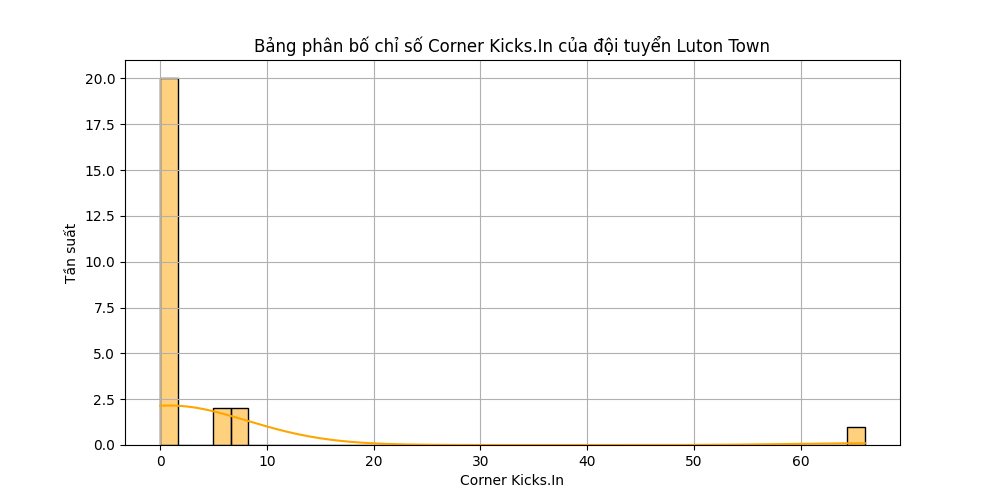 Bảng phân bố chỉ số Corner Kicks.In của đội tuyển Luton Town
20.0
17.5
15.0
12.5
10.0
7.5
5.0
2.5
0.0
Tần suất
0 10 20 30 40 50 60
Corner Kicks.In